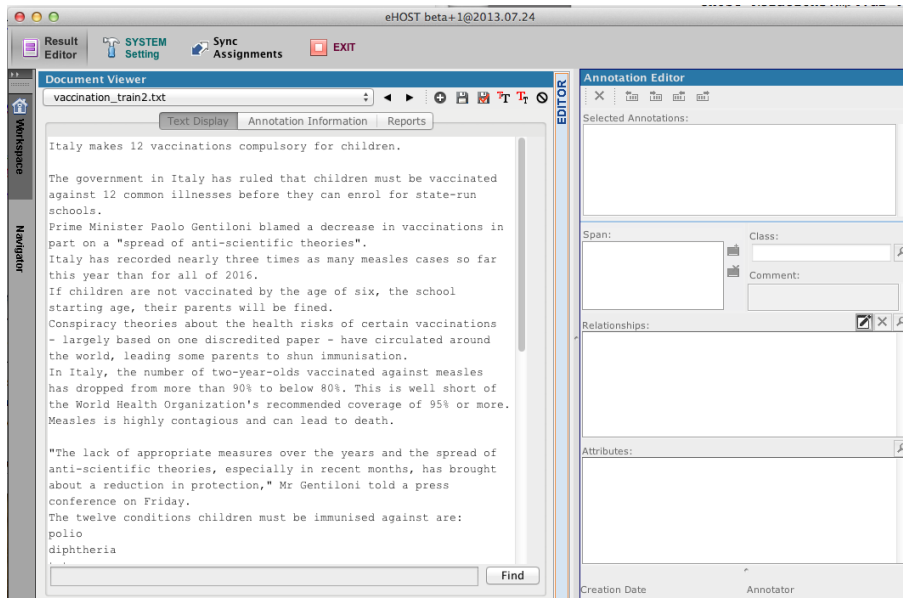 eHOST beta+1@2013.07.24
Result Editor
SYSTEM Setting
Sync Assignments
EXIT
Workspace
Navigator
Document Viewer
vaccination_train2.txt
Text Display Annotation Information Reports
Italy makes 12 vaccinations compulsory for children.
The government in Italy has ruled that children must be vaccinated
against 12 common illnesses before they can enrol for state-run
schools.
Prime Minister Paolo Gentiloni blamed a decrease in vaccinations in
part on a "spread of anti-scientific theories".
Italy has recorded nearly three times as many measles cases so far
this year than for all of 2016.
If children are not vaccinated by the age of six, the school
starting age, their parents will be fined.
Conspiracy theories about the health risks of certain vaccinations
- largely based on one discredited paper - have circulated around
the world, leading some parents to shun immunisation.
In Italy, the number of two-year-olds vaccinated against measles
has dropped from more than 90% to below 80%. This is well short of
the World Health Organization's recommended coverage of 95% or more.
Measles is highly contagious and can lead to death.
"The lack of appropriate measures over the years and the spread of
anti-scientific theories, especially in recent months, has brought
about a reduction in protection," Mr Gentiloni told a press
conference on Friday.
The twelve conditions children must be immunised against are:
polio
diphtheria
Find
EDITOR
Annotation Editor
Selected Annotations:
Span:
Class:
Comment:
Relationships:
Attributes:
Creation Date
Annotator